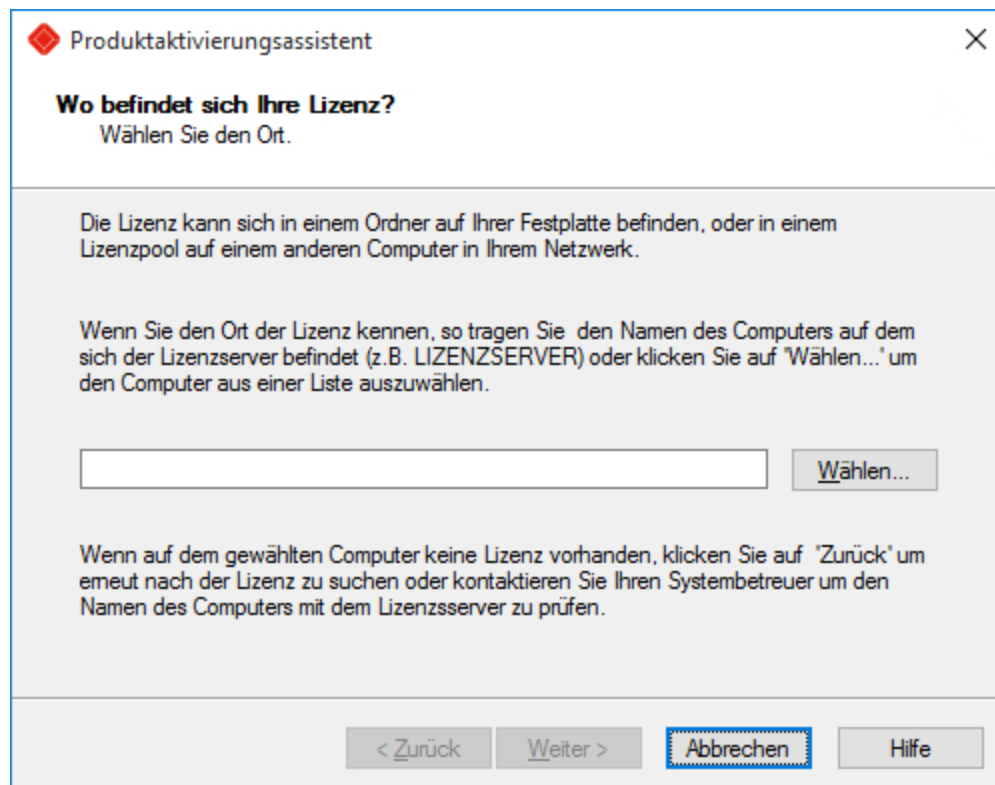 Produktaktivierungsassistent
Wo befindet sich Ihre Lizenz?
Wählen Sie den Ort.
Die Lizenz kann sich in einem Ordner auf Ihrer Festplatte befinden, oder in einem
Lizenzpool auf einem anderen Computer in Ihrem Netzwerk.
Wenn Sie den Ort der Lizenz kennen, so tragen Sie  den Namen des Computers auf dem
sich der Lizenzserver befindet (z.B. LIZENZSERVER) oder klicken Sie auf 'Wählen...' um
den Computer aus einer Liste auszuwählen.
Wählen...
Wenn auf dem gewählten Computer keine Lizenz vorhanden, klicken Sie auf  'Zurück' um
erneut nach der Lizenz zu suchen oder kontaktieren Sie Ihren Systembetreuer um den
Namen des Computers mit dem Lizenzsserver zu prüfen.
< Zurück Weiter > Abbrechen Hilfe